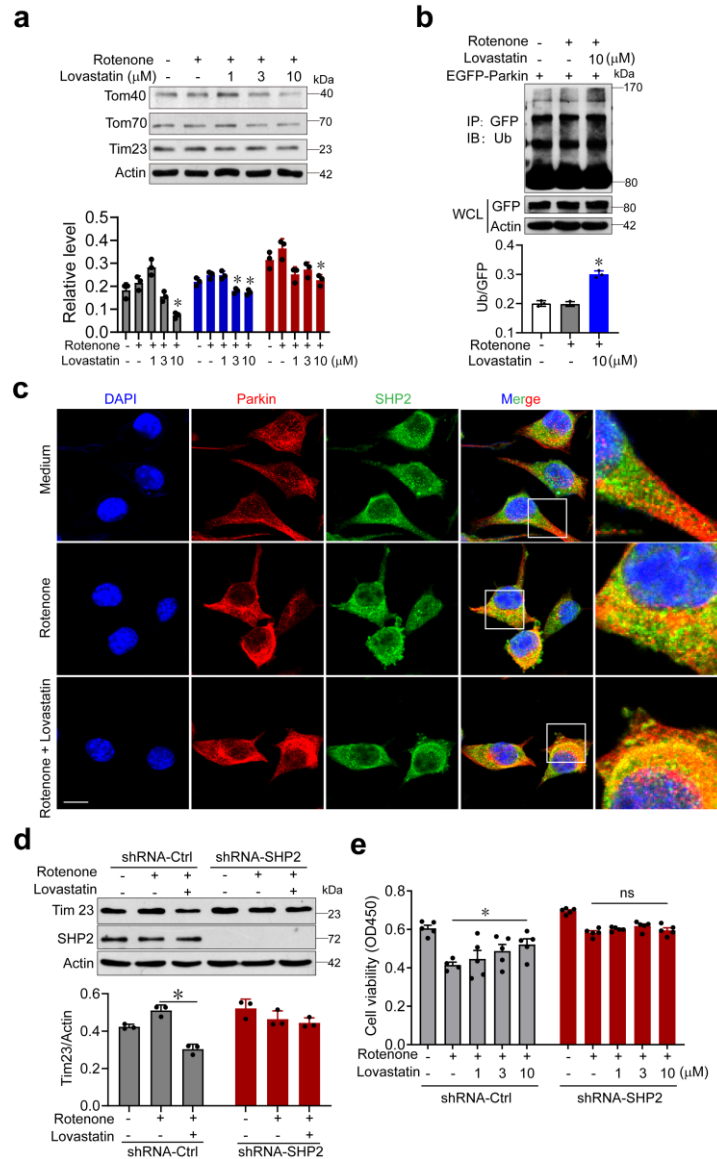 a
Rotenone - + + + +
Lovastatin (μM) - - 1 3 10 kDa
Tom40 40
Tom70 70
Tim23 23
Actin 42
Relative level
0.5
0.4
0.3
0.2
0.1
0.0
* * * *
Rotenone - + + + + - + + + + - + + + +
Lovastatin - - 1 3 10 - - 1 3 10 - - 1 3 10 (μM)
b
Rotenone - + +
Lovastatin - - 10 (μM)
EGFP-Parkin + + + kDa
170
IP: GFP
IB: Ub
80
WCL GFP 80
Actin 42
Ub/GFP
0.4
0.3
0.2
0.1
*
Rotenone - + +
Lovastatin - - 10 (μM)
c
DAPI Parkin SHP2 Merge
Medium
Rotenone
Rotenone + Lovastatin
d
shRNA-Ctrl shRNA-SHP2
Rotenone - + + - + +
Lovastatin - - + - - + kDa
Tim 23 23
SHP2 72
Actin 42
Tim23/Actin
0.6
0.4
0.2
0.0
*
Rotenone - + + - + +
Lovastatin - - + - - +
shRNA-Ctrl shRNA-SHP2
e
Cell viability (OD450)
0.8
0.6
0.4
0.0
* ns
Rotenone - + + + + - + + + +
Lovastatin - - 1 3 10 - - 1 3 10 (μM)
shRNA-Ctrl shRNA-SHP2